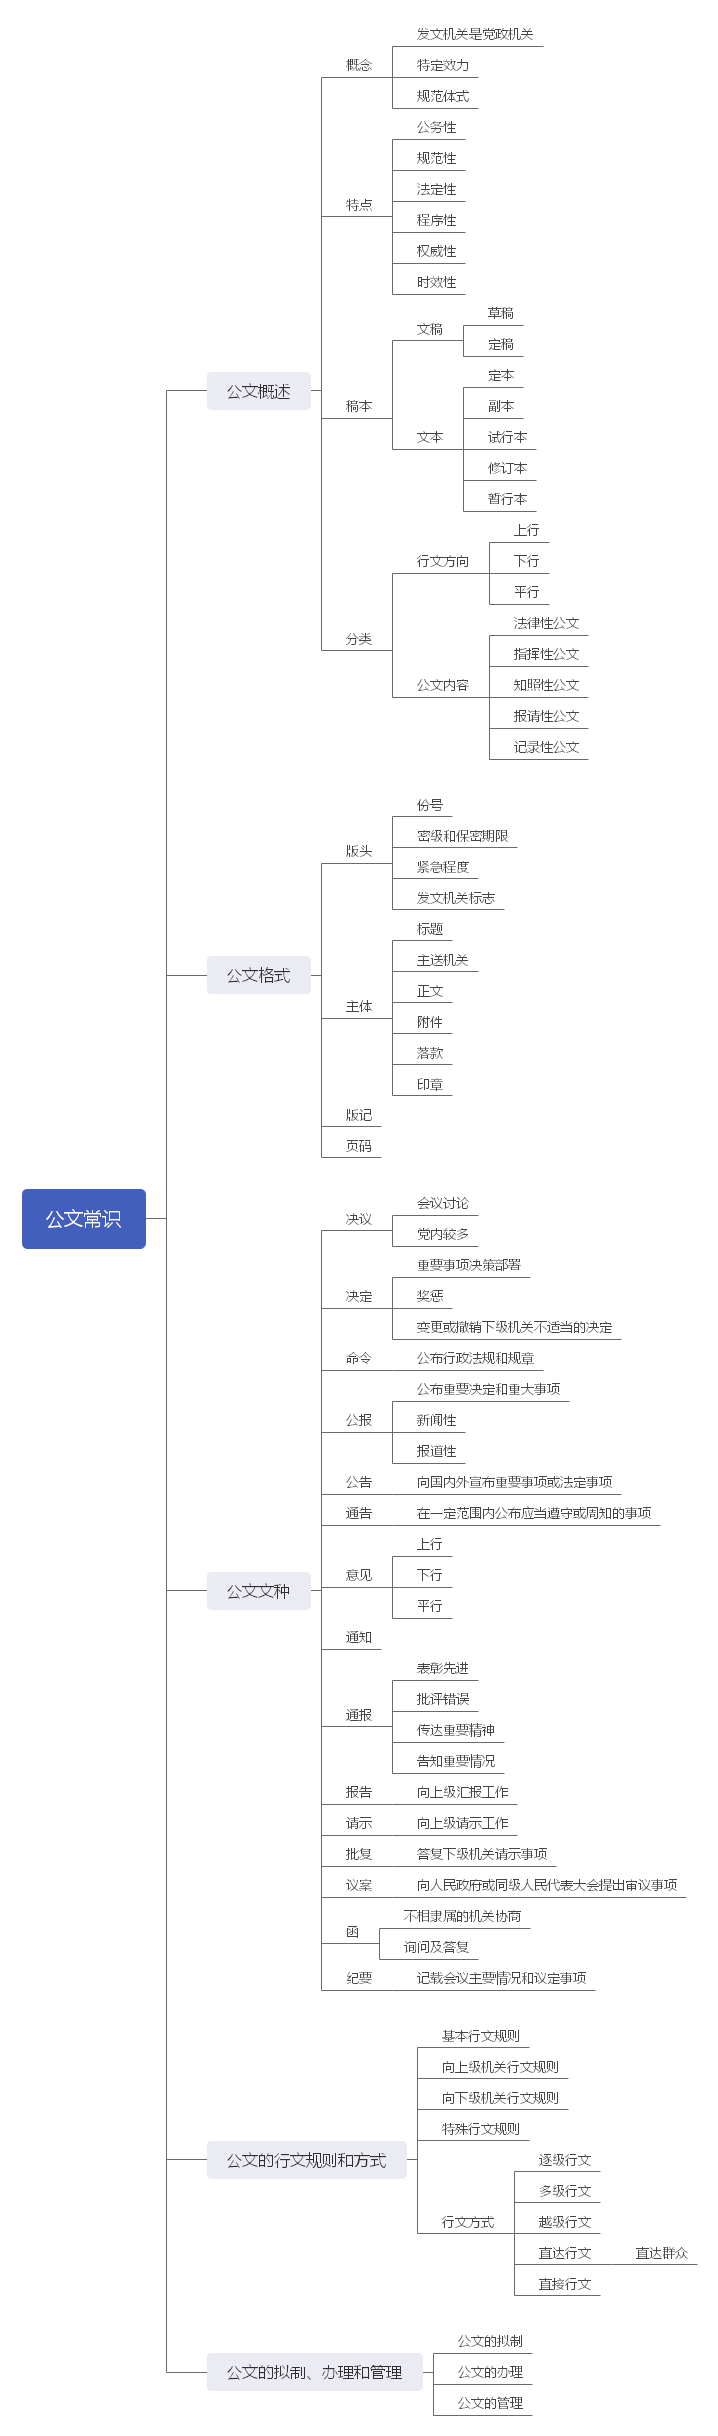 公文常识
公文概述
概念
发文机关是党政机关
特定效力
规范体式
特点
公务性
规范性
法定性
程序性
权威性
时效性
稿本
文稿
草稿
定稿
文本
定本
副本
试行本
修订本
暂行本
分类
行文方向
上行
下行
平行
公文内容
法律性公文
指挥性公文
知照性公文
报请性公文
记录性公文
公文格式
版头
份号
密级和保密期限
紧急程度
发文机关标志
主体
标题
主送机关
正文
附件
落款
印章
版记
页码
公文文种
决议
会议讨论
党内较多
决定
重要事项决策部署
奖惩
变更或撤销下级机关不适当的决定
命令
公布行政法规和规章
公报
公布重要决定和重大事项
新闻性
报道性
公告
向国内外宣布重要事项或法定事项
通告
在一定范围内公布应当遵守或周知的事项
意见
上行
下行
平行
通知
通报
表彰先进
批评错误
传达重要精神
告知重要情况
报告
向上级汇报工作
请示
向上级请示工作
批复
答复下级机关请示事项
议案
向人民政府或同级人民代表大会提出审议事项
函
不相隶属的机关协商
询问及答复
纪要
记载会议主要情况和议定事项
公文的行文规则和方式
基本行文规则
向上级机关行文规则
向下级机关行文规则
特殊行文规则
行文方式
逐级行文
多级行文
越级行文
直达行文
直达群众
直接行文
公文的拟制、办理和管理
公文的拟制
公文的办理
公文的管理